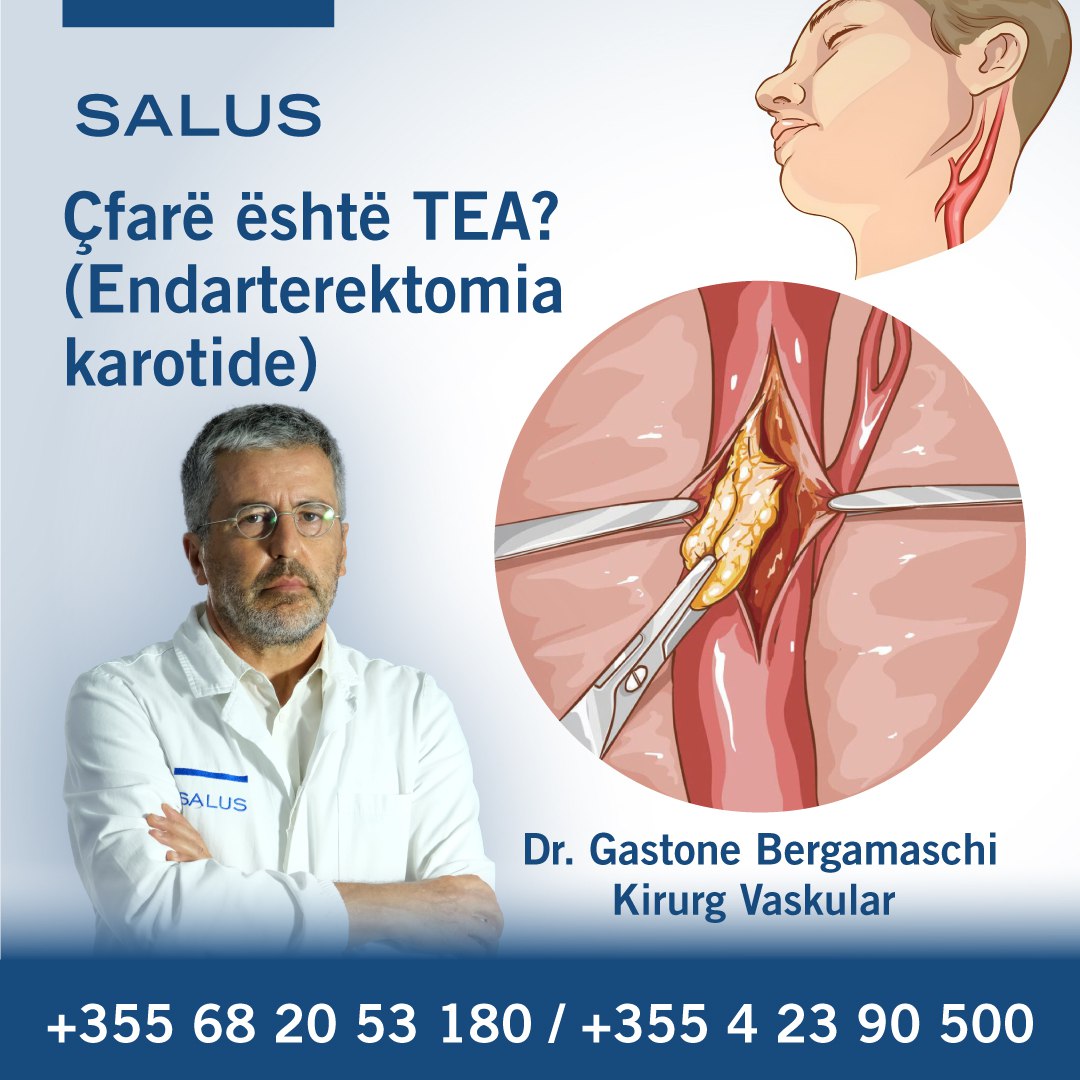 SALUS
Çfarë është TEA?
(Endarterektomia
karotide)
SALUS
Dr. Gastone Bergamaschi
Kirurg Vaskular
+355 68 20 53 180 / +355 4 23 90 500